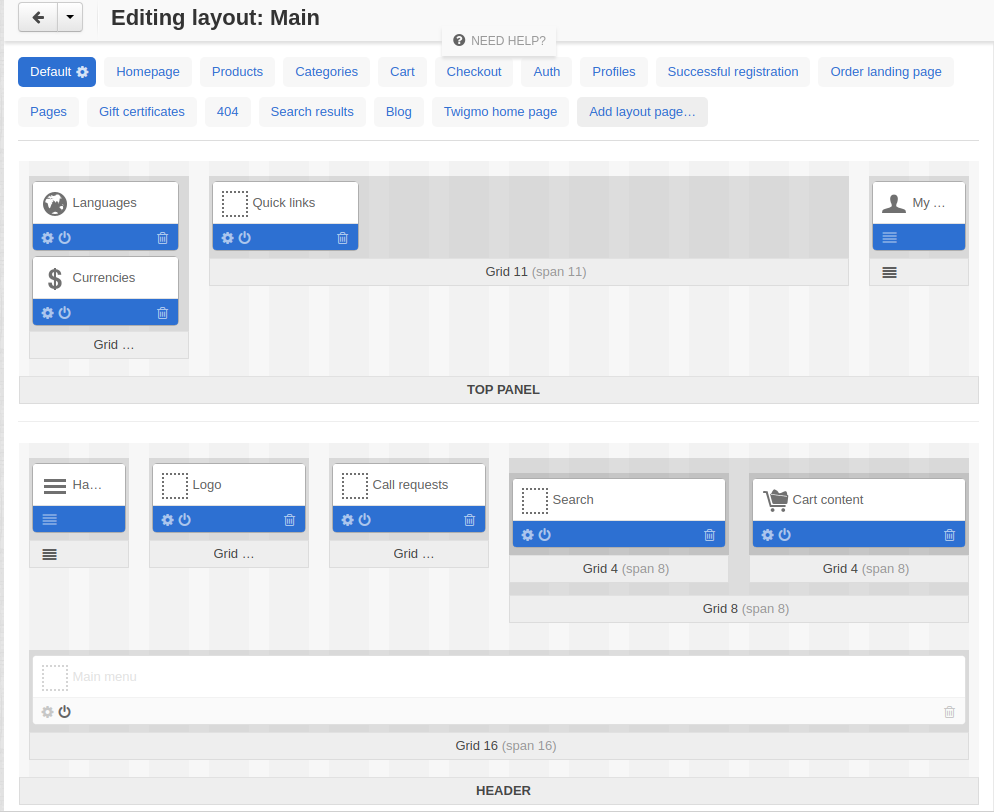 Editing layout: Main
NEED HELP?
Default Homepage Products Categories Cart Checkout Auth Profiles Successful registration Order landing page
Pages Gift certificates 404 Search results Blog Twigmo home page Add layout page…
Languages Quick links My …
Currencies
Grid 11 (span 11)
Grid …
TOP PANEL
Ha… Logo Call requests Search Cart content
Grid … Grid … Grid 4 (span 8) Grid 4 (span 8)
Grid 8 (span 8)
Main menu
Grid 16 (span 16)
HEADER